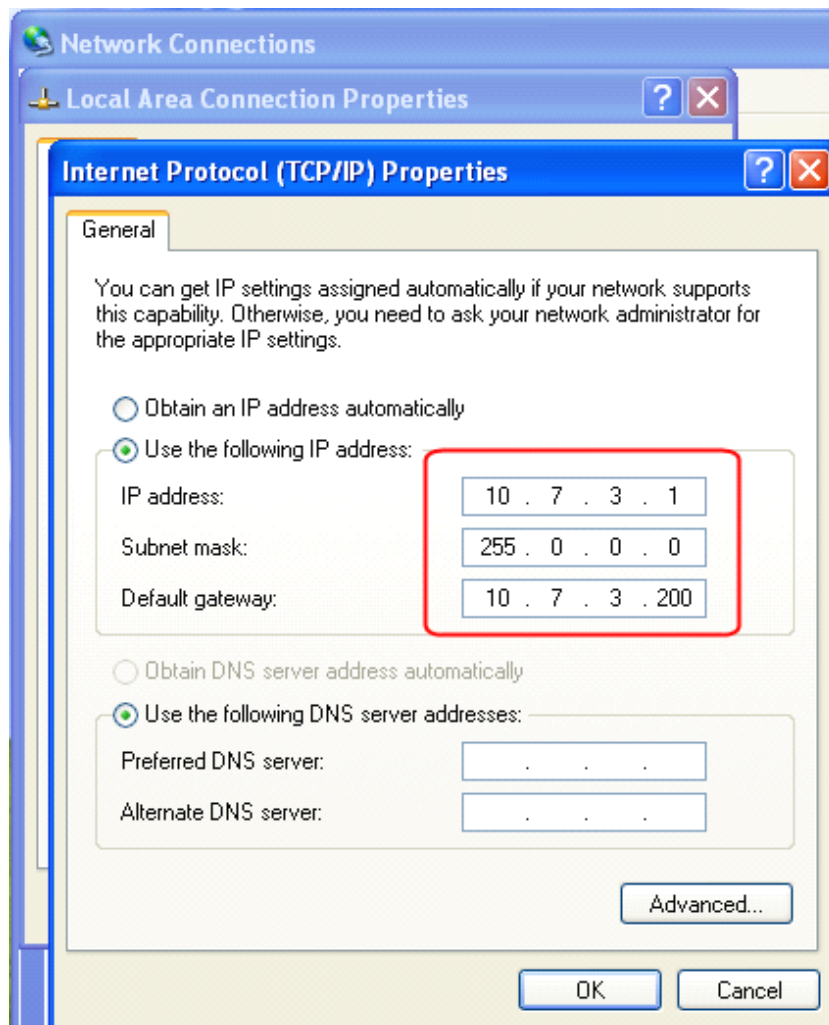 Network Connections
Local Area Connection Properties
Internet Protocol (TCP/IP) Properties
General
You can get IP settings assigned automatically if your network supports
this capability. Otherwise, you need to ask your network administrator for
the appropriate IP settings.
Obtain an IP address automatically
Use the following IP address:
IP address: 10 . 7 . 3 . 1
Subnet mask: 255 . 0 . 0 . 0
Default gateway: 10 . 7 . 3 . 200
Obtain DNS server address automatically
Use the following DNS server addresses:
Preferred DNS server: . . .
Alternate DNS server: . . .
Advanced...
OK Cancel